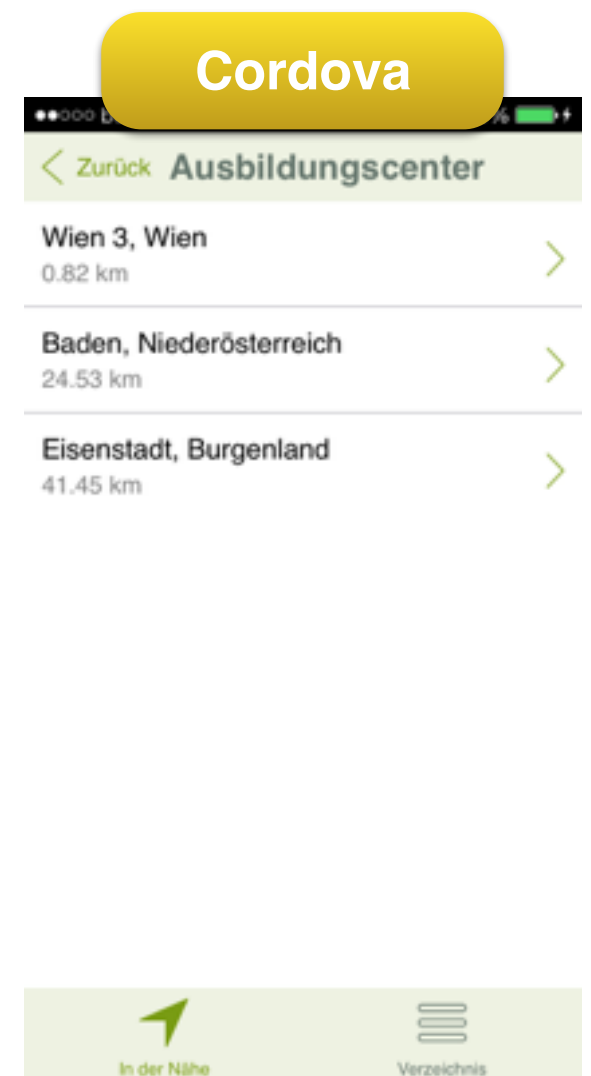 Cordova
Zurück Ausbildungscenter
Wien 3, Wien
0.82 km
Baden, Niederösterreich
24.53 km
Eisenstadt, Burgenland
41.45 km
In der Nähe Verzeichnis